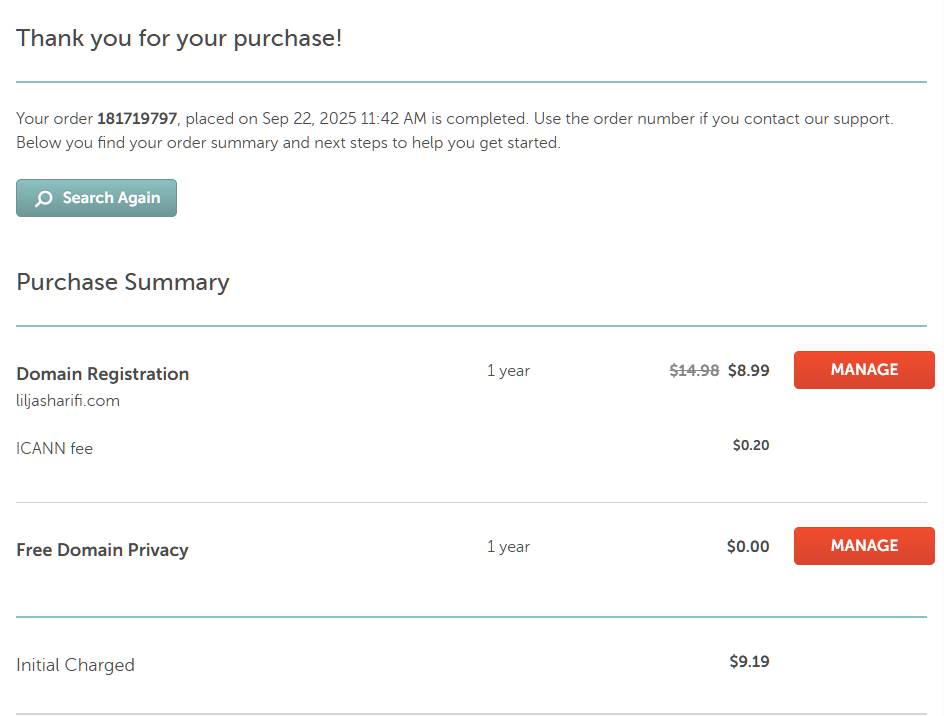 Thank you for your purchase!
Your order 181719797, placed on Sep 22, 2025 11:42 AM is completed. Use the order number if you contact our support.
Below you find your order summary and next steps to help you get started.
Search Again
Purchase Summary
Domain Registration 1 year $14.98 $8.99 MANAGE
liljasharifi.com
ICANN fee $0.20
Free Domain Privacy 1 year $0.00 MANAGE
Initial Charged $9.19